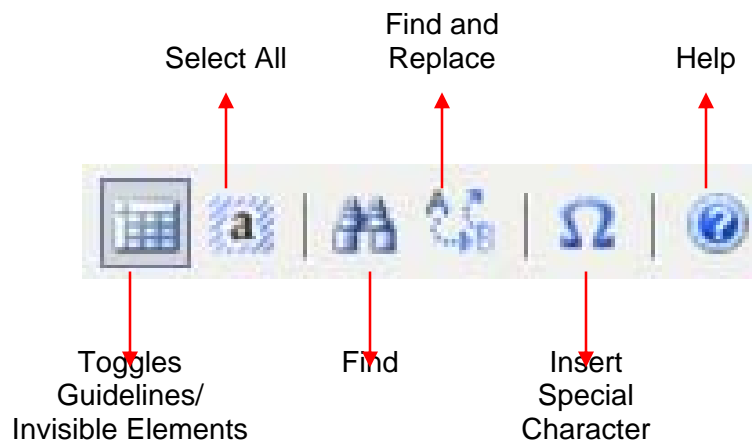 Find and
Replace
Select All
Help
a
A
B
Ω
?
Toggles
Guidelines/
Invisible Elements
Find
Insert
Special
Character